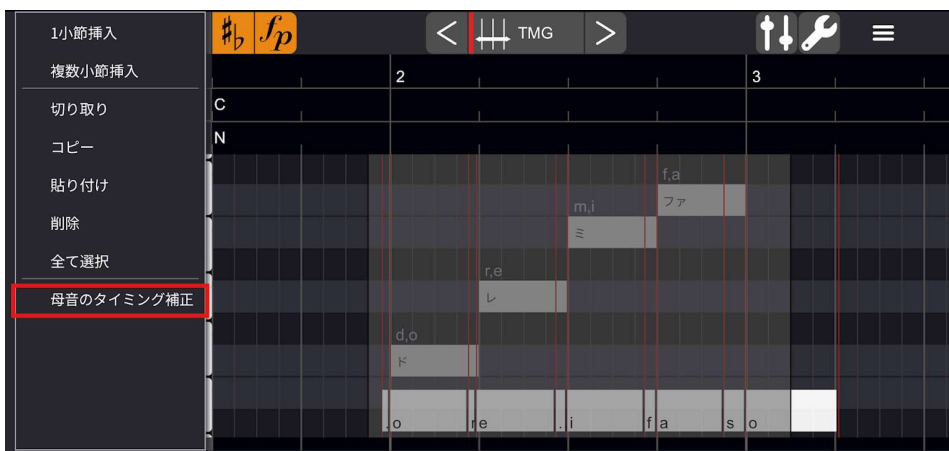 1小節挿入
複数小節挿入
切り取り
コピー
貼り付け
削除
全て選択
母音のタイミング補正
♯♭ fp
< TMG >
2 3
C
N
f,a
ファ
m,i
ミ
r,e
レ
d,o
ド
. o r e . i f a s o